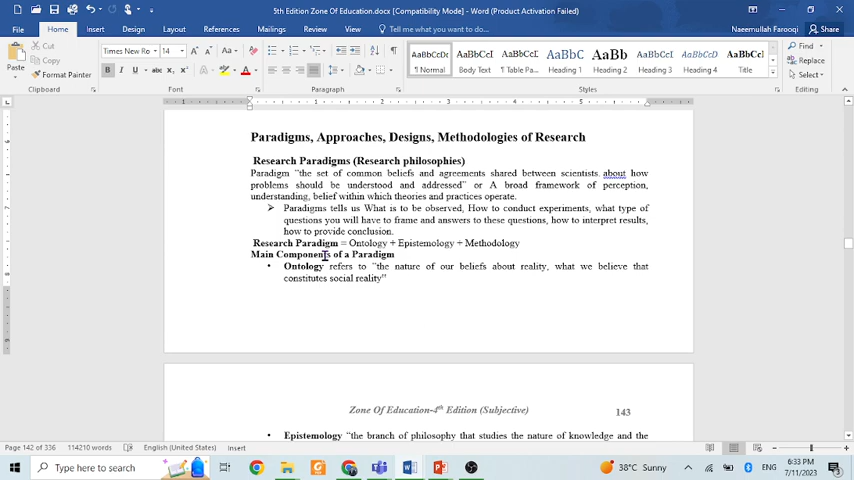 5th Edition Zone Of Education.docx [Compatibility Mode] - Word (Product Activation Failed)
File Home Insert Draw Design Layout References Mailings Review View Tell me what you want to do... Naeemullah Farooqi Share
Cut
Copy
Paste
Format Painter
Clipboard
Times New Ro 14
Font
Paragraph
AaBbCcDc AaBbCcI AaBbCcDc AaBbC AaBb AaBbCcI AaBbCcD AaBbCc
¶ Normal Body Text ¶ Table Pa... Heading 1 Heading 2 Heading 3 Heading 4 Title
Styles
Find
Replace
Select
Editing
Paradigms, Approaches, Designs, Methodologies of Research
Research Paradigms (Research philosophies)
Paradigm “the set of common beliefs and agreements shared between scientists. about how
problems should be understood and addressed” or A broad framework of perception,
understanding, belief within which theories and practices operate.
➢ Paradigms tells us What is to be observed, How to conduct experiments, what type of
questions you will have to frame and answers to these questions, how to interpret results,
how to provide conclusion.
Research Paradigm = Ontology + Epistemology + Methodology
Main Components of a Paradigm
• Ontology refers to “the nature of our beliefs about reality, what we believe that
constitutes social reality”
Zone Of Education-4th Edition (Subjective) 143
• Epistemology “the branch of philosophy that studies the nature of knowledge and the
Page 142 of 336 114210 words English (United States) Insert
Type here to search
38°C Sunny
ENG
6:33 PM
7/11/2023